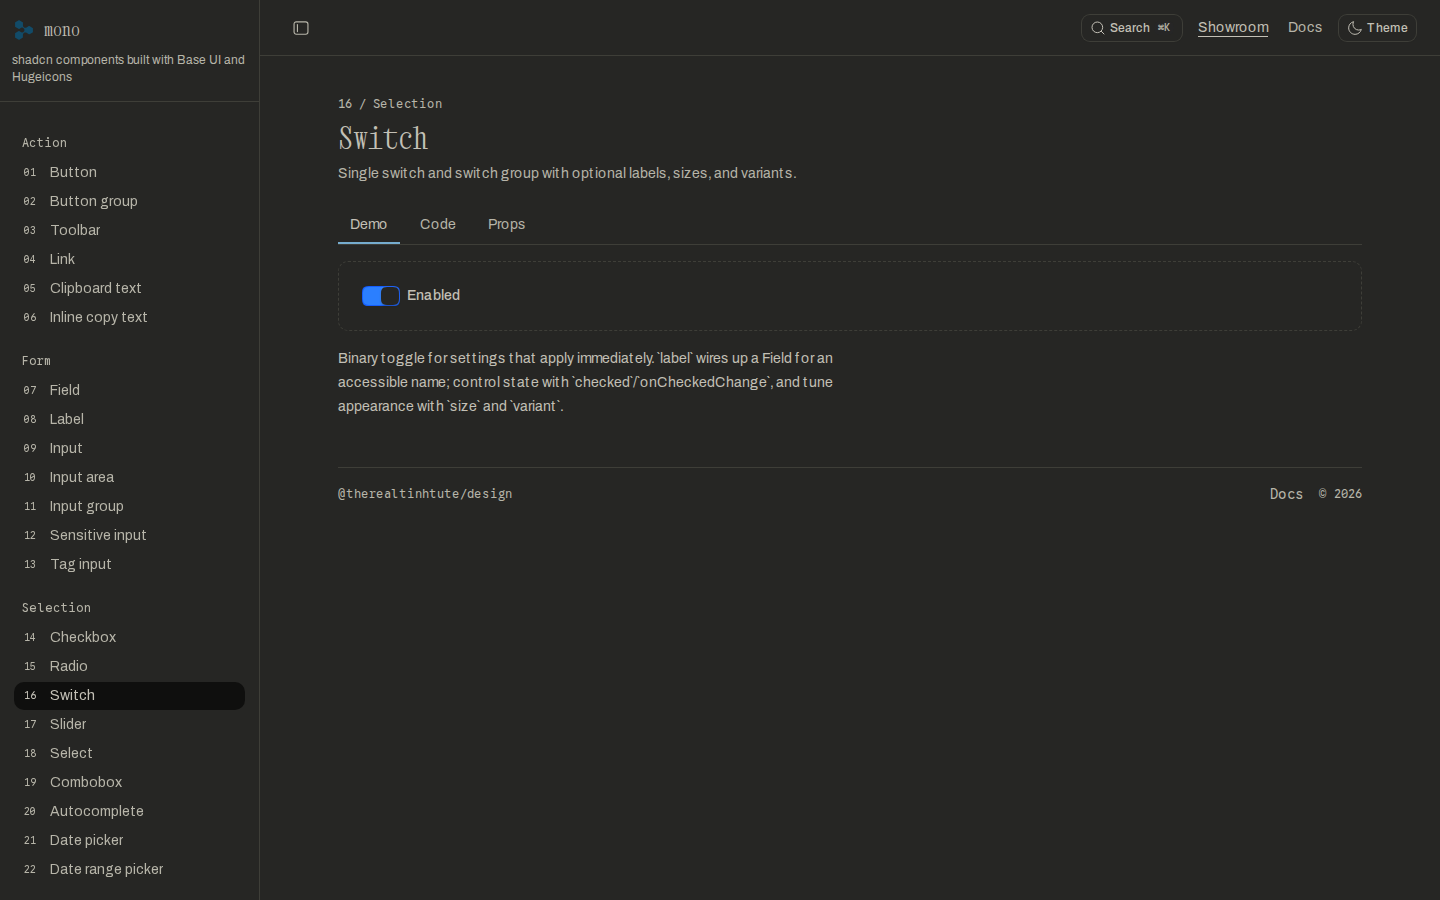 mono
shadcn components built with Base UI and
Hugeicons
Action
01 Button
02 Button group
03 Toolbar
04 Link
05 Clipboard text
06 Inline copy text
Form
07 Field
08 Label
09 Input
10 Input area
11 Input group
12 Sensitive input
13 Tag input
Selection
14 Checkbox
15 Radio
16 Switch
17 Slider
18 Select
19 Combobox
20 Autocomplete
21 Date picker
22 Date range picker
Search ⌘K Showroom Docs Theme
16 / Selection
Switch
Single switch and switch group with optional labels, sizes, and variants.
Demo Code Props
Enabled
Binary toggle for settings that apply immediately. `label` wires up a Field for an
accessible name; control state with `checked`/`onCheckedChange`, and tune
appearance with `size` and `variant`.
@therealtinhtute/design
Docs © 2026